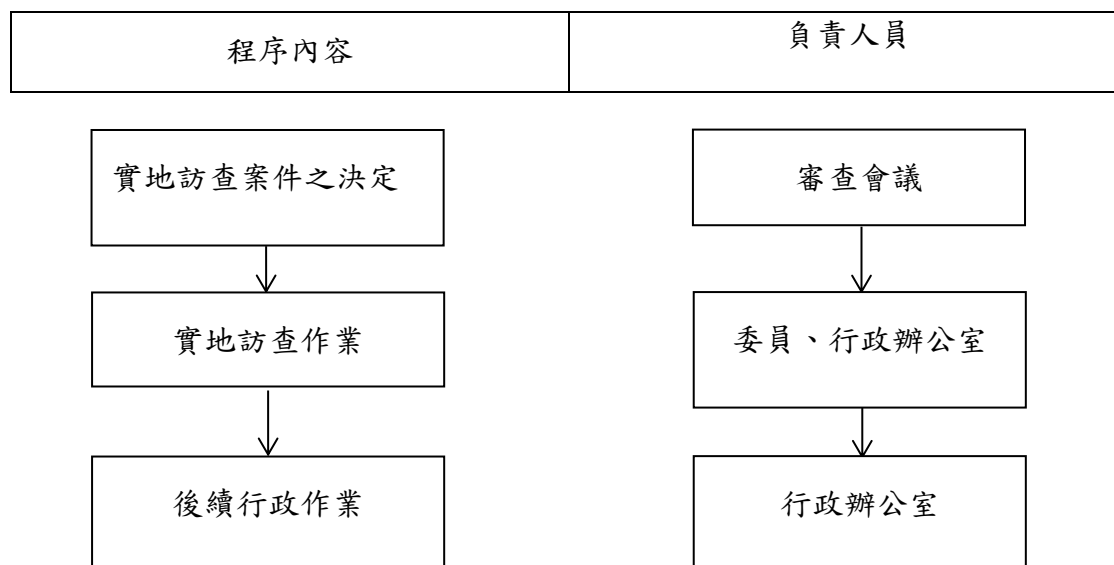 程序內容
負責人員
實地訪查案件之決定
審查會議
實地訪查作業
委員、行政辦公室
後續行政作業
行政辦公室